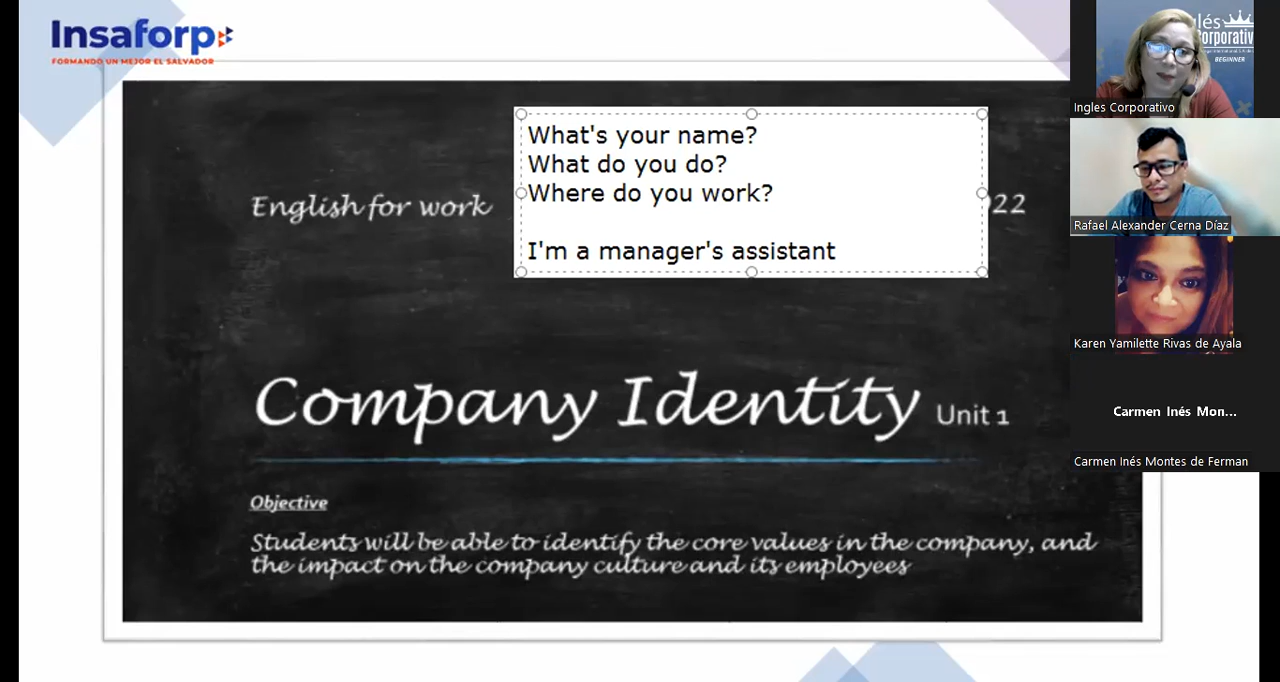 Insaforp
FORMANDO UN MEJOR EL SALVADOR
What's your name?
What do you do?
Where do you work?
I'm a manager's assistant
English for work
22
Company Identity Unit 1
Objective
Students will be able to identify the core values in the company, and
the impact on the company culture and its employees
BEGINNER
Ingles Corporativo
Rafael Alexander Cerna Díaz
Karen Yamilette Rivas de Ayala
Carmen Inés Mon...
Carmen Inés Montes de Ferman